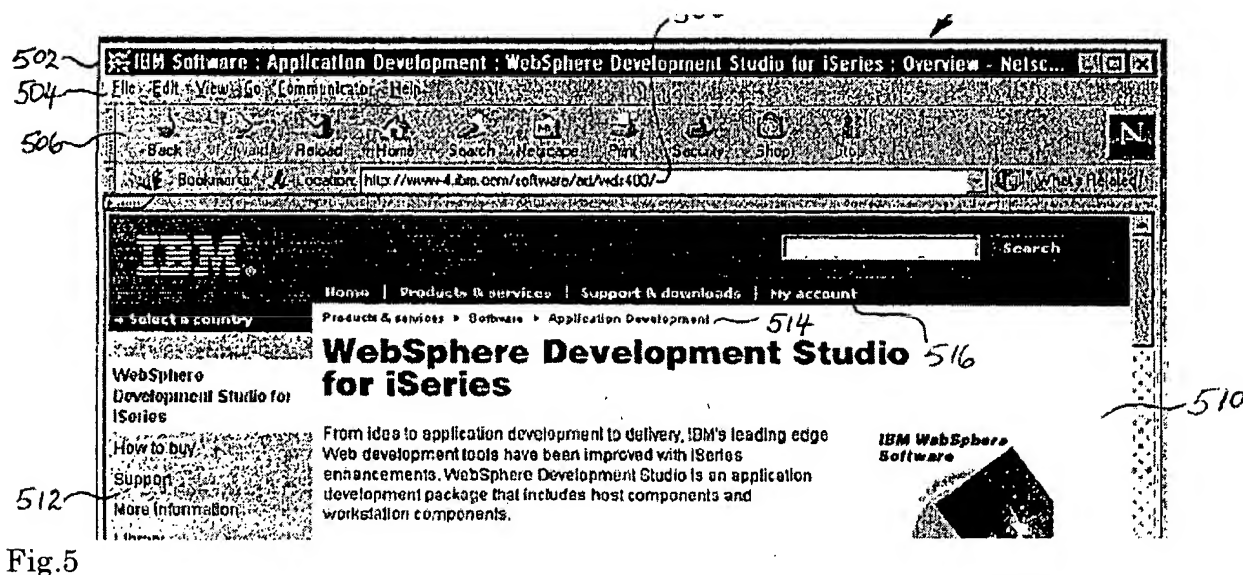 502
IBM Software : Application Development : WebSphere Development Studio for iSeries : Overview - Netsc...
504
File Edit View Go Communicator Help
506
Back Reload Home Search Netscape Print Security Shop Stop
Bookmarks Location: http://www-4.ibm.com/software/ad/wds400/ What's Related
IBM®
Search
Home | Products & services | Support & downloads | My account
Select a country
Products & services ▸ Software ▸ Application Development
514
WebSphere Development Studio
516
for iSeries
WebSphere
Development Studio for
iSeries
510
From idea to application development to delivery, IBM's leading edge
Web development tools have been improved with iSeries
enhancements. WebSphere Development Studio is an application
development package that includes host components and
workstation components.
IBM WebSphere
Software
How to buy
Support
512
More information
Library
Fig.5